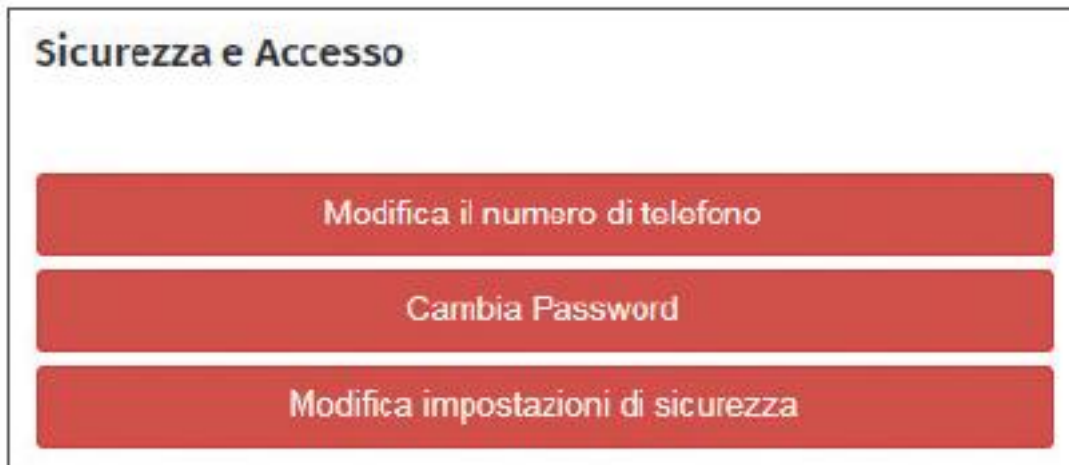 Sicurezza e Accesso
Modifica il numero di telefono
Cambia Password
Modifica impostazioni di sicurezza